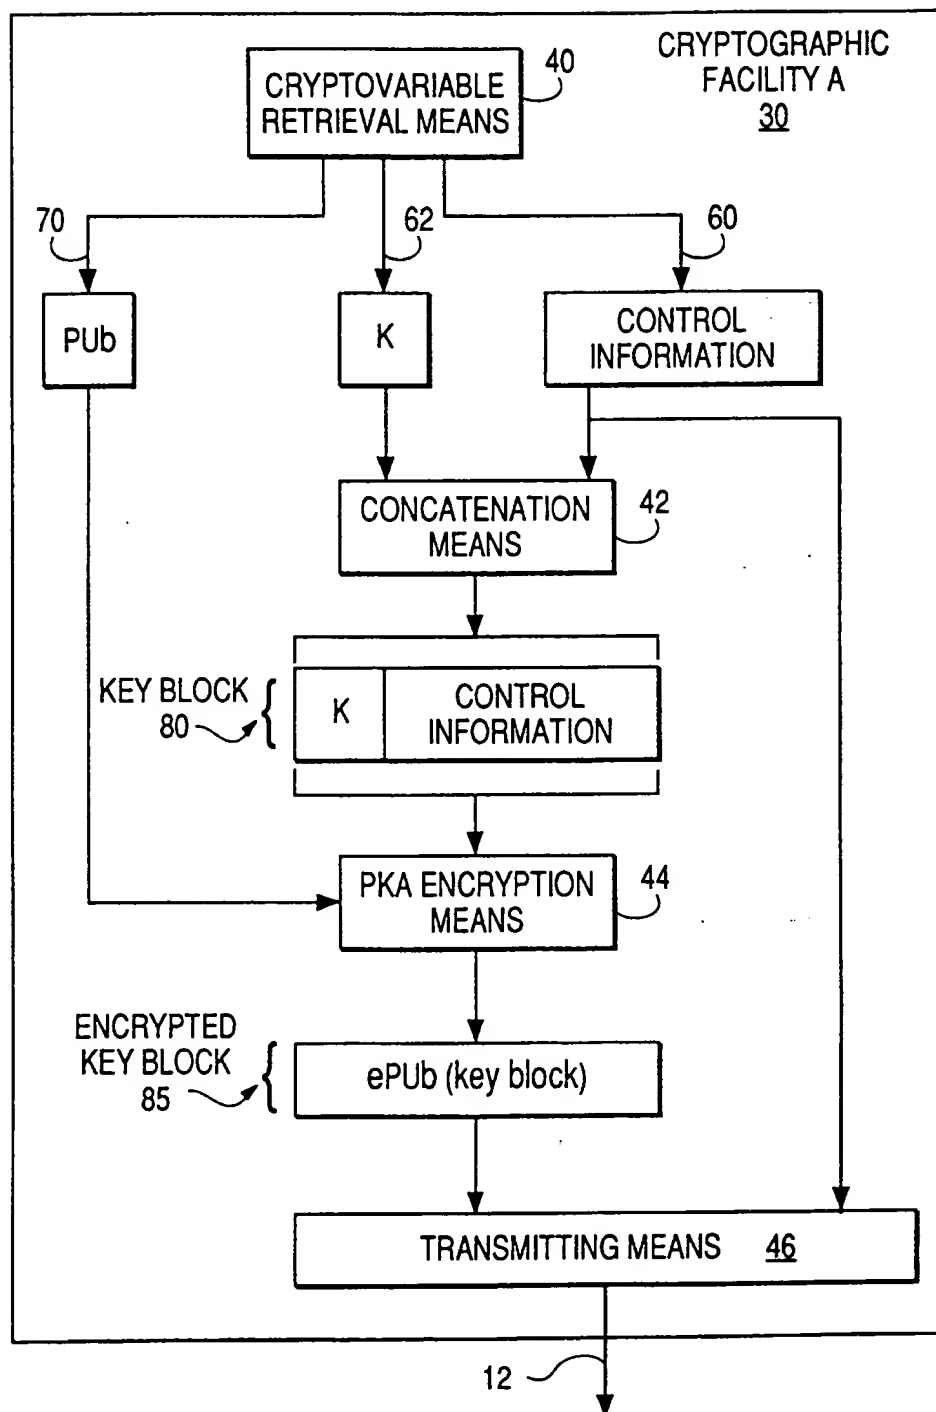 CRYPTOGRAPHIC
FACILITY A
30
40
CRYPTOVARIABLE
RETRIEVAL MEANS
70
62
60
PUb
K
CONTROL
INFORMATION
CONCATENATION
MEANS
42
KEY BLOCK
80
K
CONTROL
INFORMATION
PKA ENCRYPTION
MEANS
44
ENCRYPTED
KEY BLOCK
85
ePUb (key block)
TRANSMITTING MEANS 46
12